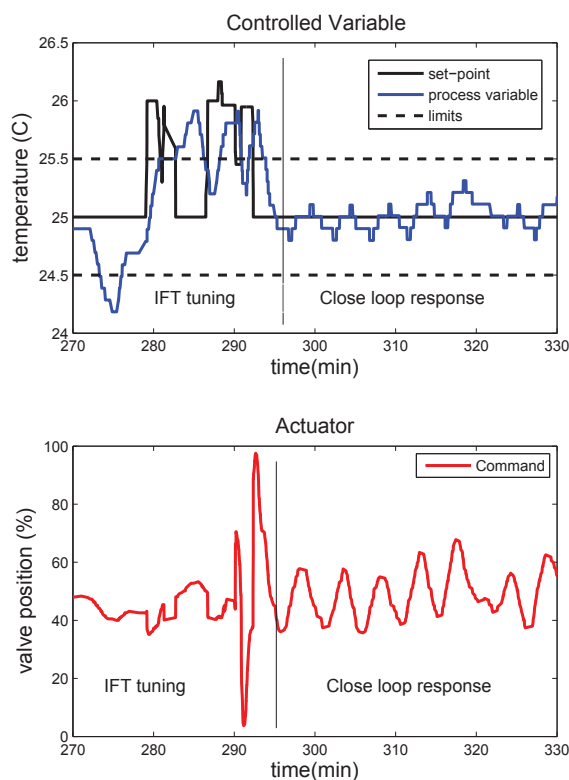 Controlled Variable
temperature (C)
26.5
26
25.5
25
24.5
24
set−point
process variable
limits
IFT tuning
Close loop response
270 280 290 300 310 320 330
time(min)
Actuator
valve position (%)
100
80
60
40
20
0
Command
IFT tuning
Close loop response
270 280 290 300 310 320 330
time(min)